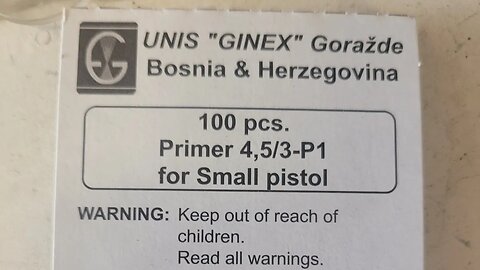 UNIS "GINEX" Goražde
Bosnia & Herzegovina
100 pcs.
Primer 4,5/3-P1
for Small pistol
WARNING: Keep out of reach of
children.
Read all warnings.